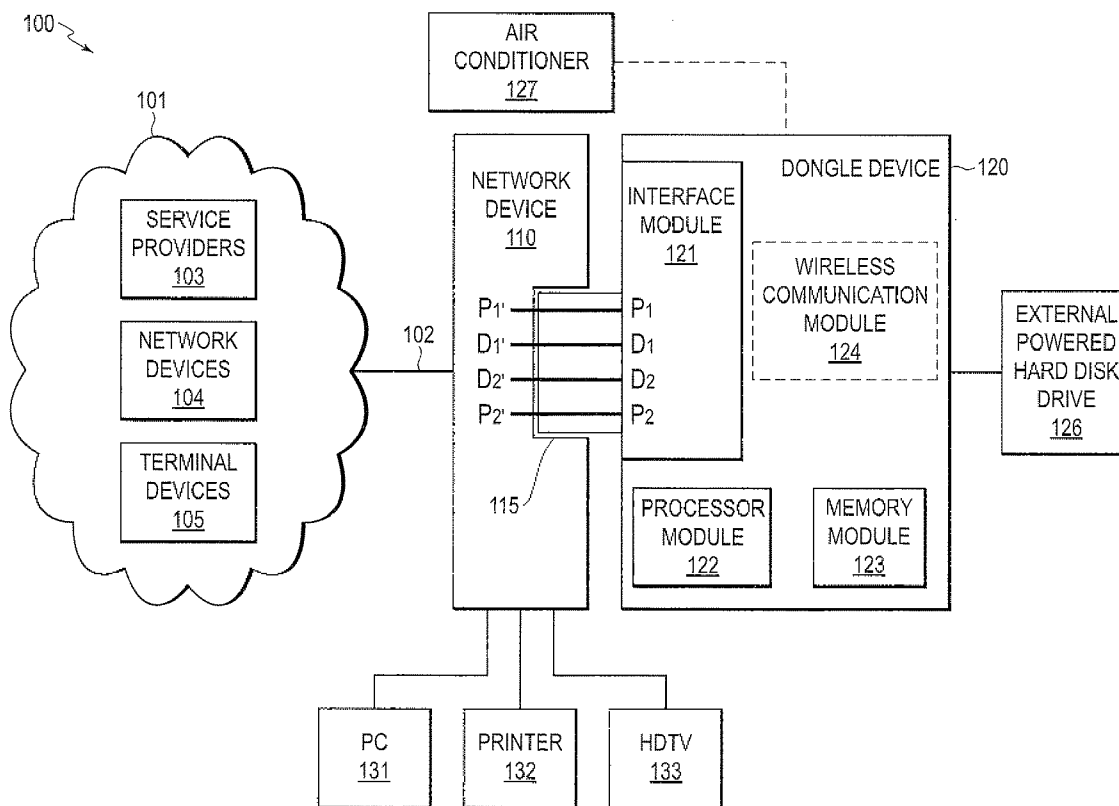 100
AIR
CONDITIONER
127
101
SERVICE
PROVIDERS
103
NETWORK
DEVICES
104
TERMINAL
DEVICES
105
102
NETWORK
DEVICE
110
P1'
D1'
D2'
P2'
115
DONGLE DEVICE
120
INTERFACE
MODULE
121
P1
D1
D2
P2
WIRELESS
COMMUNICATION
MODULE
124
PROCESSOR
MODULE
122
MEMORY
MODULE
123
EXTERNAL
POWERED
HARD DISK
DRIVE
126
PC
131
PRINTER
132
HDTV
133